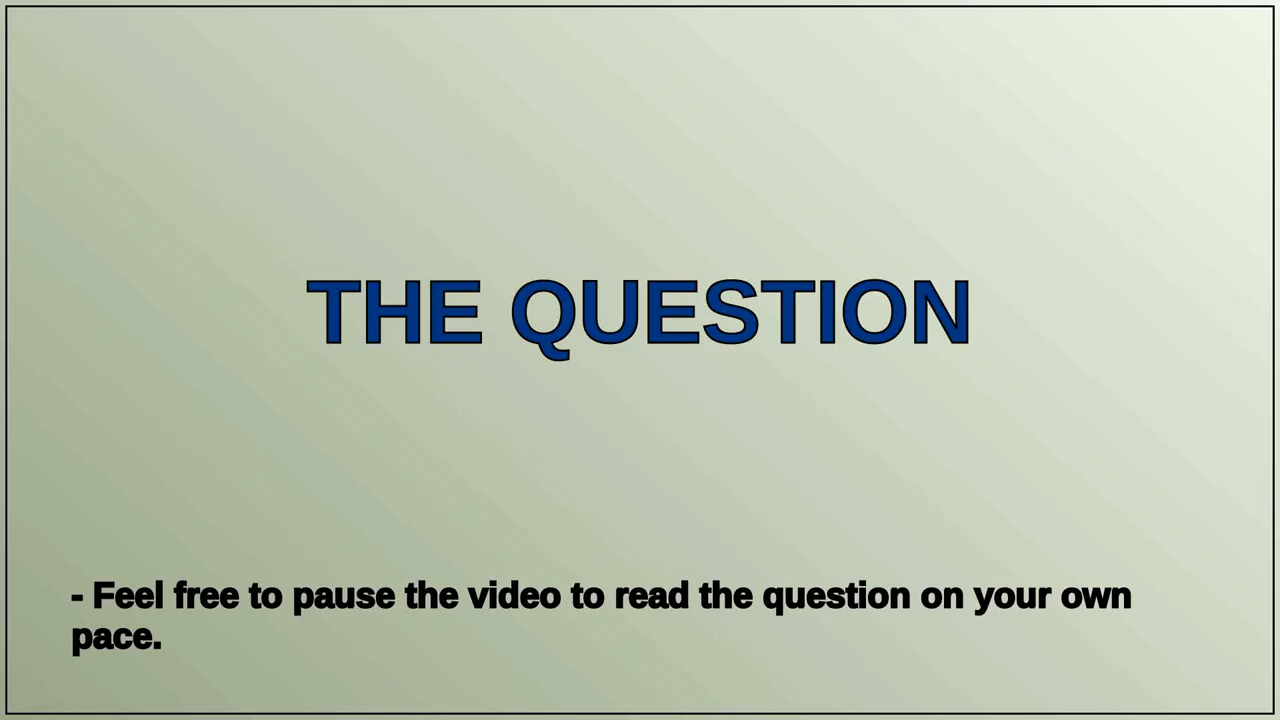 THE QUESTION
- Feel free to pause the video to read the question on your own
pace.